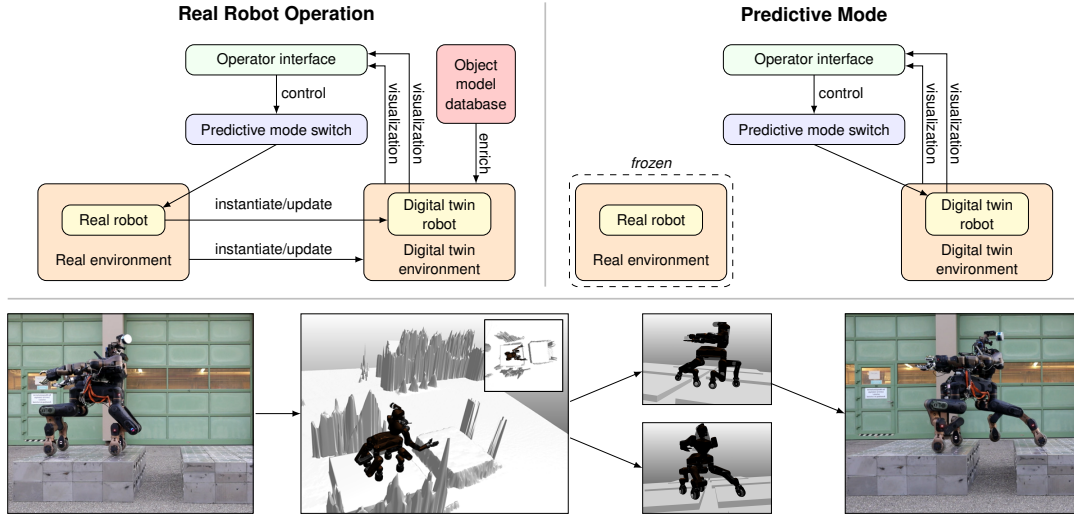 Real Robot Operation
Operator interface
control
Predictive mode switch
visualization
visualization
Object
model
database
enrich
Real robot
Real environment
instantiate/update
instantiate/update
Digital twin
robot
Digital twin
environment
Predictive Mode
Operator interface
control
Predictive mode switch
visualization
visualization
frozen
Real robot
Real environment
Digital twin
robot
Digital twin
environment